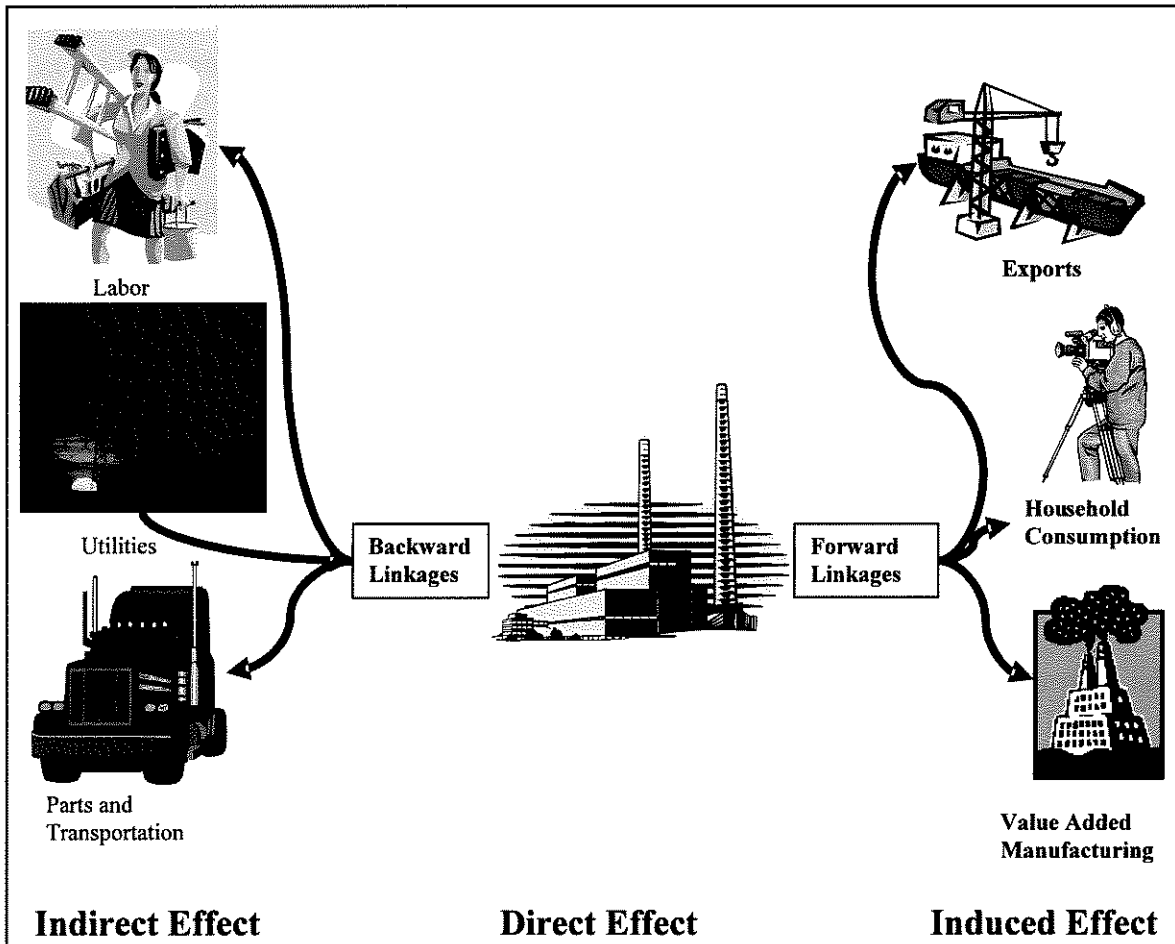 Labor
Utilities
Parts and
Transportation
Backward
Linkages
Forward
Linkages
Exports
Household
Consumption
Value Added
Manufacturing
Indirect Effect
Direct Effect
Induced Effect